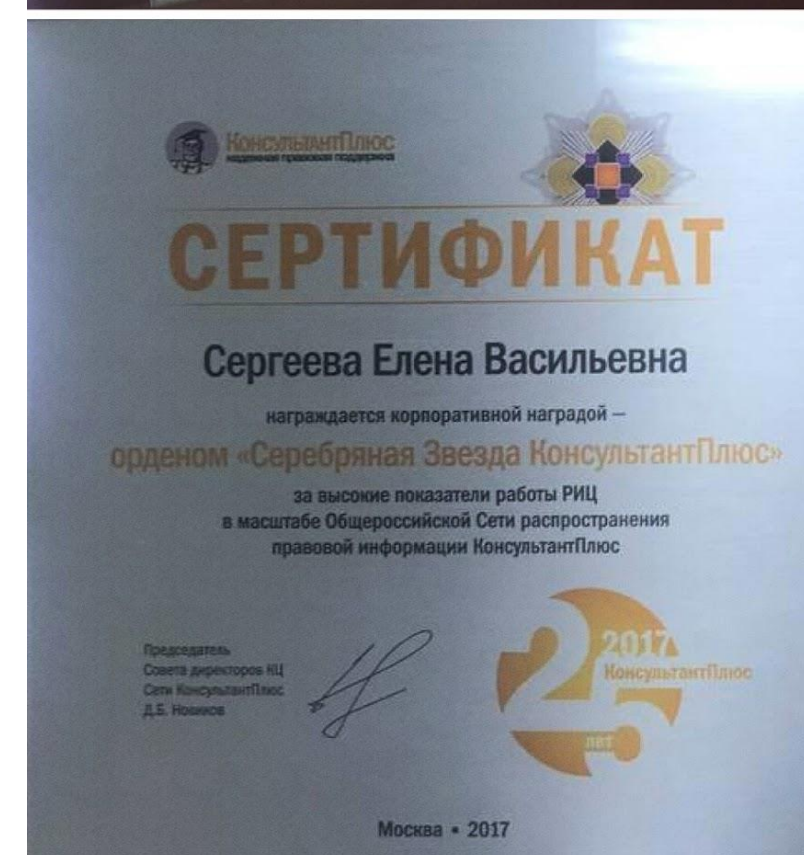 КонсультантПлюс
надежная правовая поддержка
СЕРТИФИКАТ
Сергеева Елена Васильевна
награждается корпоративной наградой –
орденом «Серебряная Звезда КонсультантПлюс»
за высокие показатели работы РИЦ
в масштабе Общероссийской Сети распространения
правовой информации КонсультантПлюс
Председатель
Совета директоров КЦ
Сети КонсультантПлюс
Д.Б. Новиков
25
2017
КонсультантПлюс
лет
Москва • 2017